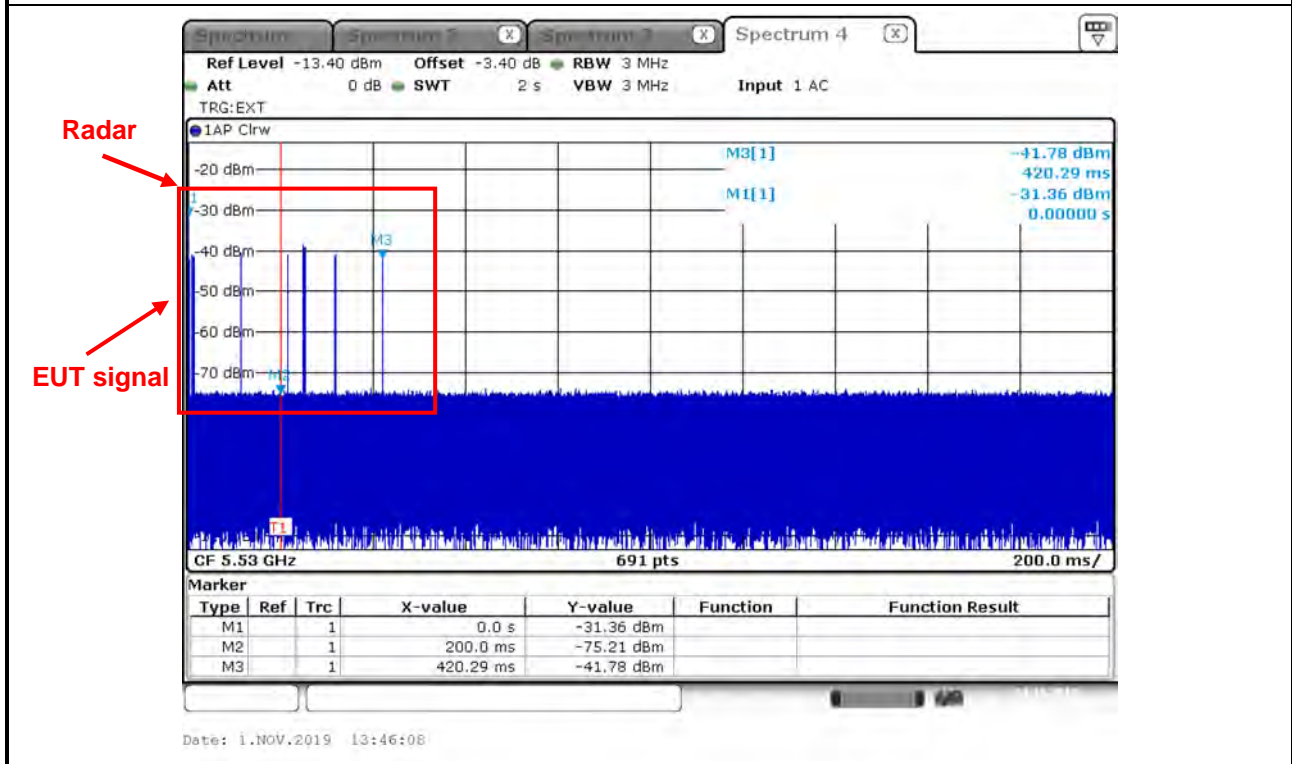 Spectrum 4
Ref Level -13.40 dBm Offset -3.40 dB RBW 3 MHz
Att 0 dB SWT 2 s VBW 3 MHz Input 1 AC
TRG:EXT
1AP Clrw
Radar
M3[1] -41.78 dBm
420.29 ms
M1[1] -31.36 dBm
0.00000 s
-20 dBm
-30 dBm
M3
-40 dBm
-50 dBm
-60 dBm
-70 dBm
M2
EUT signal
T1
CF 5.53 GHz 691 pts 200.0 ms/
Marker
Type Ref Trc X-value Y-value Function Function Result
M1 1 0.0 s -31.36 dBm
M2 1 200.0 ms -75.21 dBm
M3 1 420.29 ms -41.78 dBm
Date: 1.NOV.2019 13:46:08